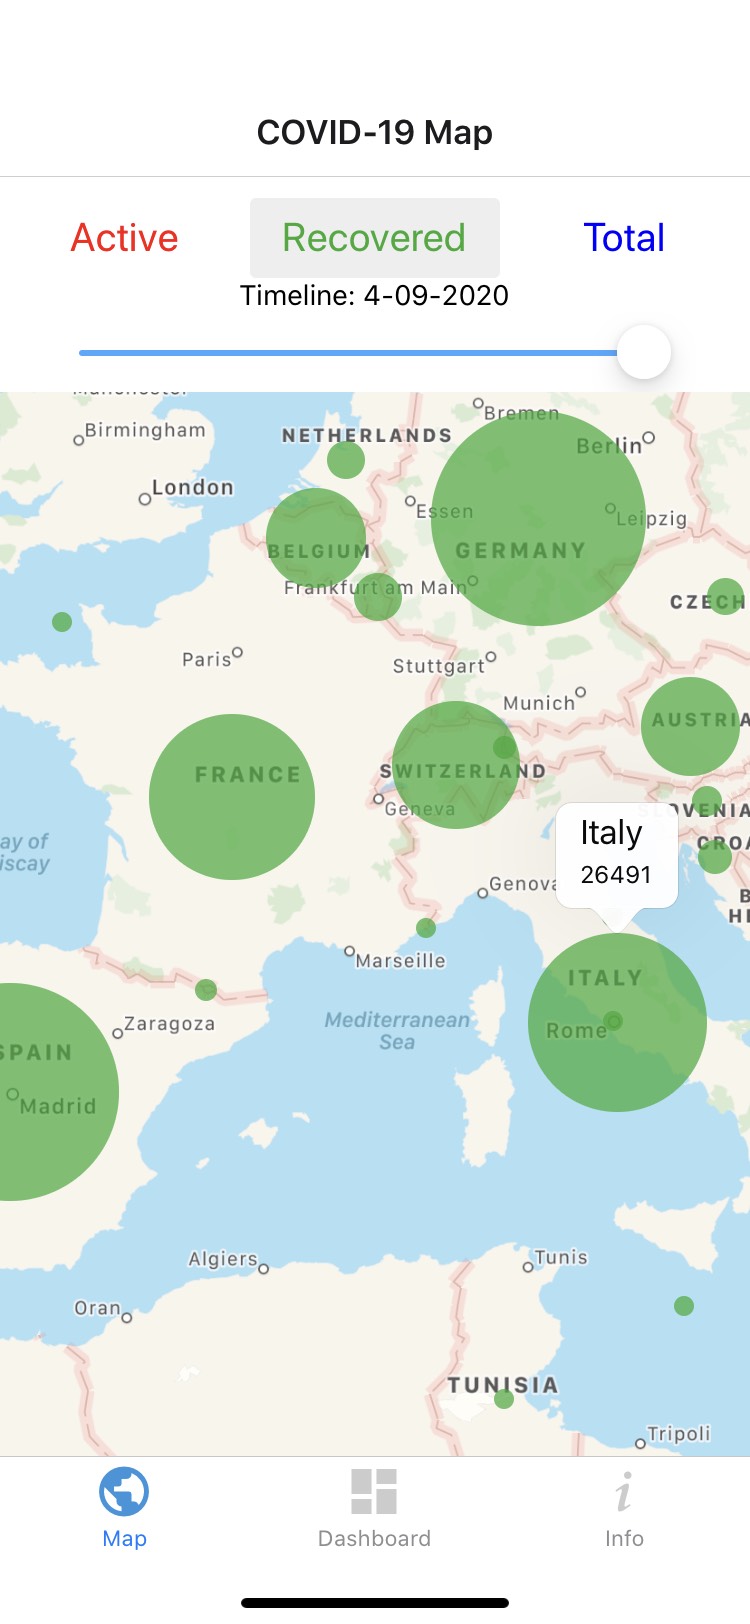 COVID-19 Map
Active
Recovered
Total
Timeline: 4-09-2020
Birmingham
Bremen
NETHERLANDS
Berlin
London
Essen
Leipzig
BELGIUM
GERMANY
Frankfurt am Main
CZECH
Paris
Stuttgart
Munich
AUSTRIA
FRANCE
SWITZERLAND
Geneva
SLOVENIA
Italy
26491
CROA
ay of
iscay
Genova
B
HE
Marseille
ITALY
Mediterranean
Sea
Zaragoza
Rome
SPAIN
Madrid
Algiers
Tunis
Oran
TUNISIA
Tripoli
Map
Dashboard
i
Info